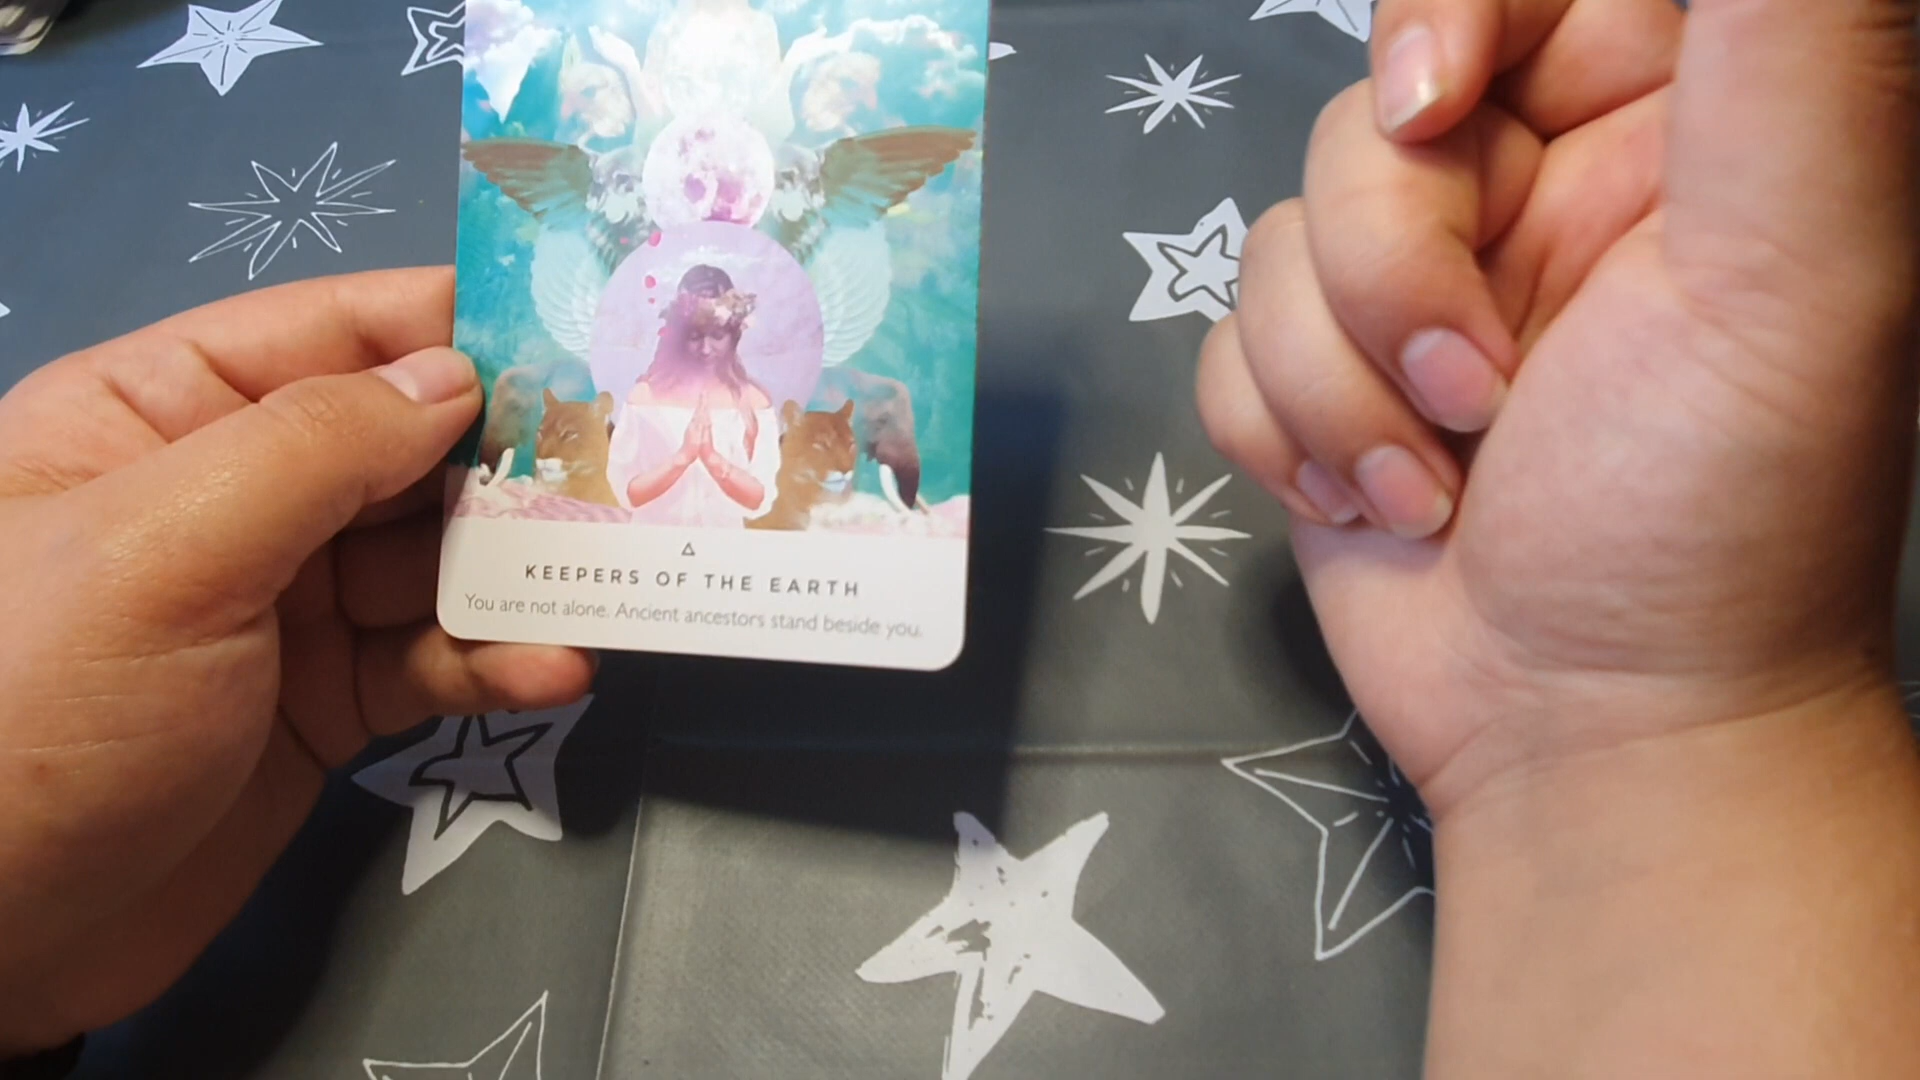 KEEPERS OF THE EARTH
You are not alone. Ancient ancestors stand beside you.